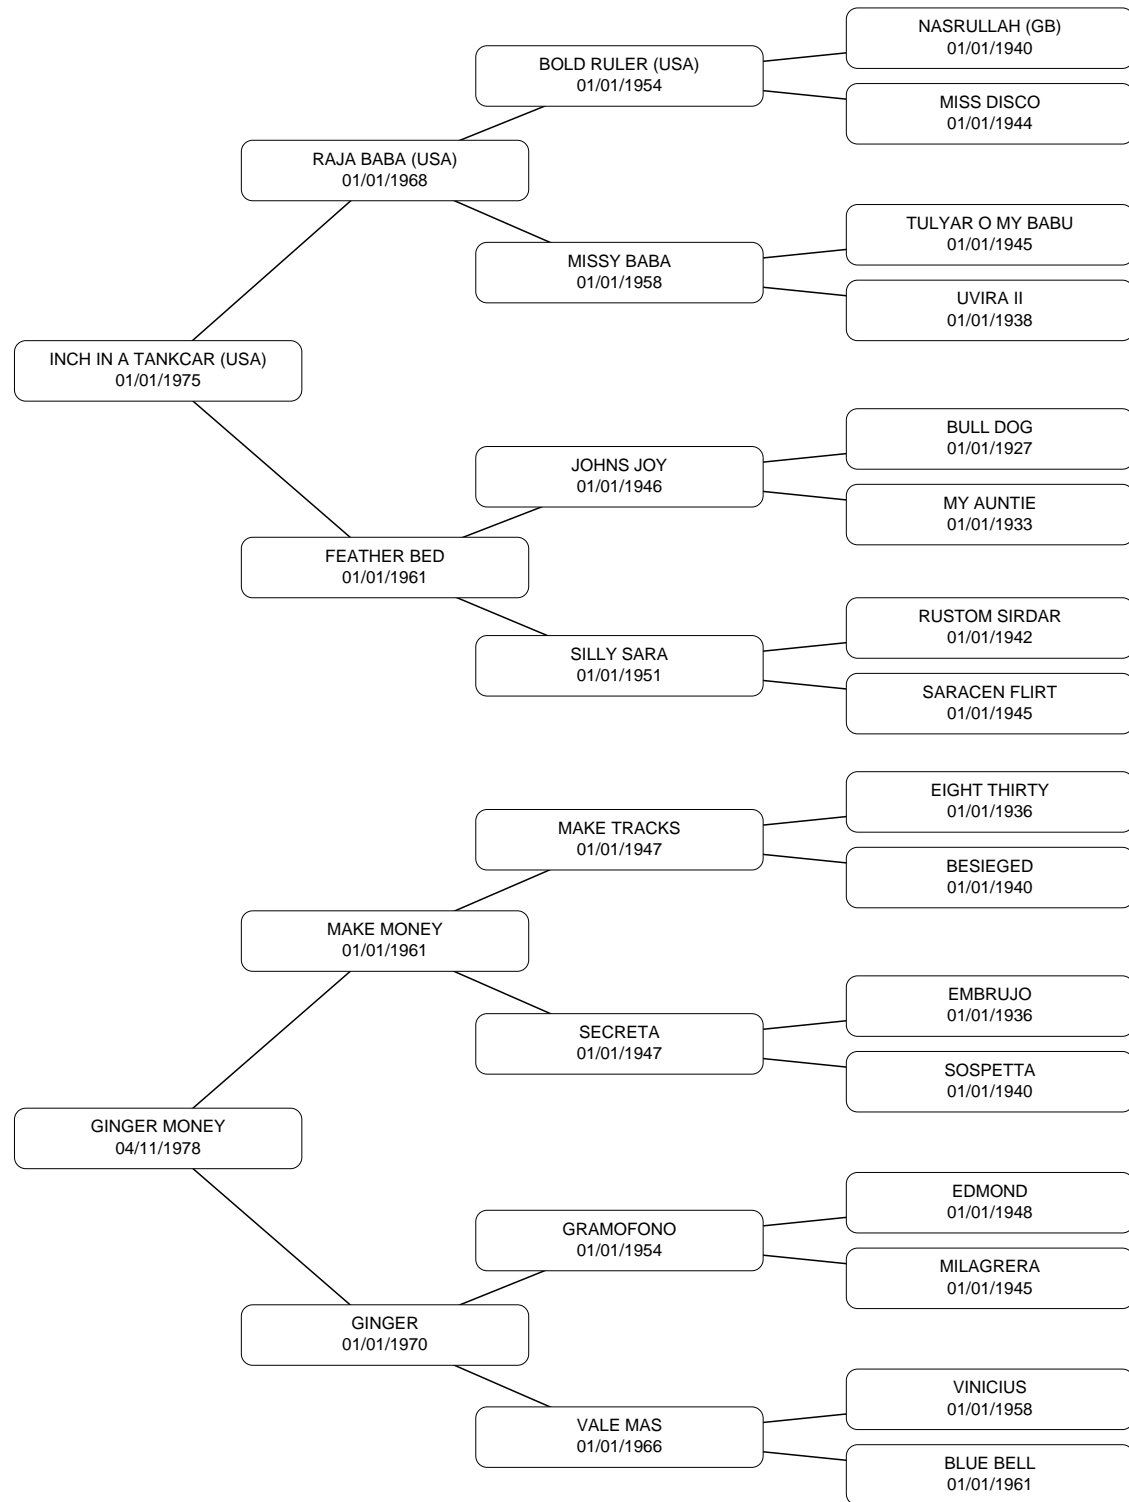 NASRULLAH (GB)
01/01/1940
BOLD RULER (USA)
01/01/1954
MISS DISCO
01/01/1944
RAJA BABA (USA)
01/01/1968
TULYAR O MY BABU
01/01/1945
MISSY BABA
01/01/1958
UVIRA II
01/01/1938
INCH IN A TANKCAR (USA)
01/01/1975
BULL DOG
01/01/1927
JOHNS JOY
01/01/1946
MY AUNTIE
01/01/1933
FEATHER BED
01/01/1961
RUSTOM SIRDAR
01/01/1942
SILLY SARA
01/01/1951
SARACEN FLIRT
01/01/1945
EIGHT THIRTY
01/01/1936
MAKE TRACKS
01/01/1947
BESIEGED
01/01/1940
MAKE MONEY
01/01/1961
EMBRUJO
01/01/1936
SECRETA
01/01/1947
SOSPETTA
01/01/1940
GINGER MONEY
04/11/1978
EDMOND
01/01/1948
GRAMOFONO
01/01/1954
MILAGRERA
01/01/1945
GINGER
01/01/1970
VINICIUS
01/01/1958
VALE MAS
01/01/1966
BLUE BELL
01/01/1961